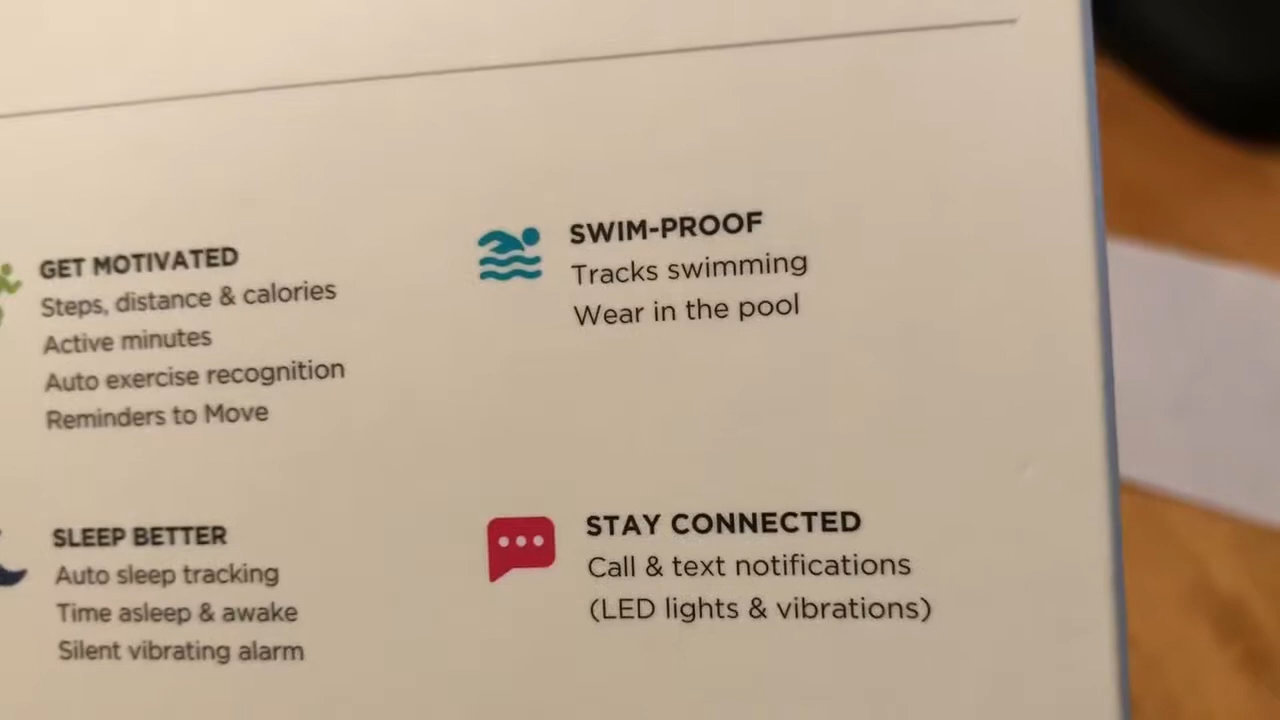 GET MOTIVATED
Steps, distance & calories
Active minutes
Auto exercise recognition
Reminders to Move
SWIM-PROOF
Tracks swimming
Wear in the pool
SLEEP BETTER
Auto sleep tracking
Time asleep & awake
Silent vibrating alarm
STAY CONNECTED
Call & text notifications
(LED lights & vibrations)